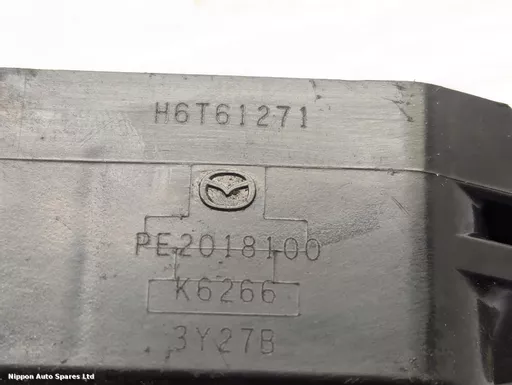 H6T61271
PE2018100
K6266
3Y27B
Nippon Auto Spares Ltd